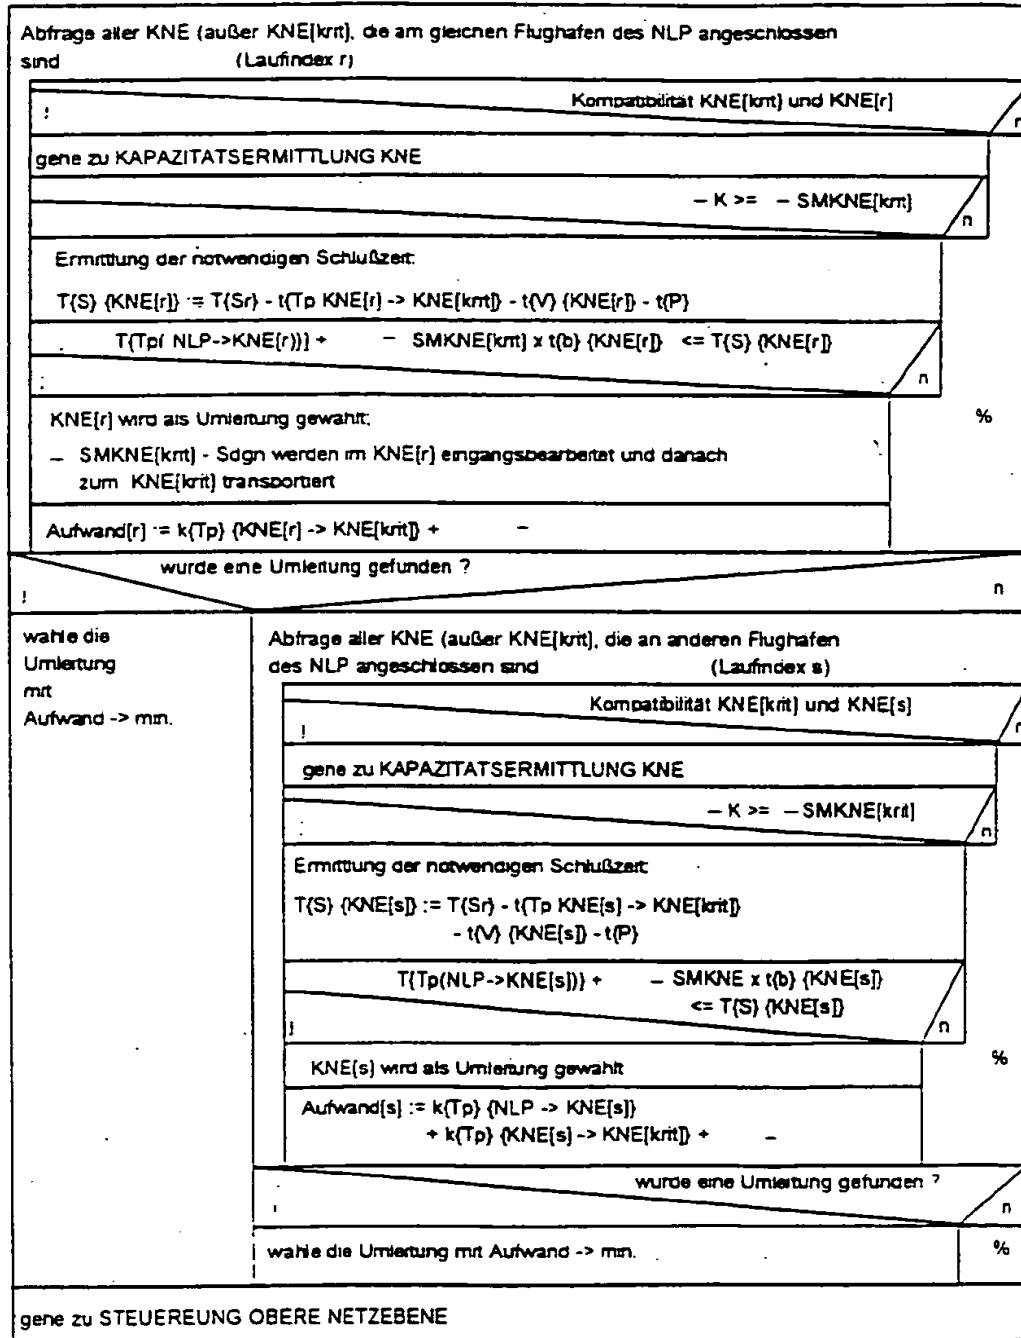 Abfrage aller KNE (außer KNE[krit], die am gleichen Flughafen des NLP angeschlossen
sind (Laufindex r)
Kompatibilität KNE[krit] und KNE[r]
! n
gene zu KAPAZITATSERMITTLUNG KNE
– K >= – SMKNE[krit]
n
Ermittlung der notwendigen Schlußzeit:
T{S} {KNE[r]} := T{Sr} - t{Tp KNE[r] -> KNE[krit]} - t{V} {KNE[r]} - t{P}
T{Tp( NLP->KNE(r))] + – SMKNE[krit] x t{b} {KNE[r]} <= T{S} {KNE[r]}
n
KNE[r] wird als Umleitung gewählt; %
– SMKNE[krit] - Sdgn werden im KNE[r] eingangsbearbeitet und danach
zum KNE[krit] transportiert
Aufwand[r] := k{Tp} {KNE[r] -> KNE[krit]} + –
wurde eine Umleitung gefunden ?
! n
wahle die
Umleitung
mit
Aufwand -> min.
Abfrage aller KNE (außer KNE[krit], die an anderen Flughafen
des NLP angeschlossen sind (Laufindex s)
Kompatibilität KNE[krit] und KNE[s]
! n
gene zu KAPAZITATSERMITTLUNG KNE
– K >= – SMKNE[krit]
n
Ermittlung der notwendigen Schlußzeit:
T{S} {KNE[s]} := T{Sr} - t{Tp KNE[s] -> KNE[krit]}
- t{V} {KNE[s]} - t{P}
T{Tp(NLP->KNE[s])} + – SMKNE x t{b} {KNE[s]}
<= T{S} {KNE[s]}
! n
KNE[s] wird als Umleitung gewählt %
Aufwand[s] := k{Tp} {NLP -> KNE[s]}
+ k{Tp} {KNE[s] -> KNE[krit]} + –
wurde eine Umleitung gefunden ?
! n
wahle die Umleitung mit Aufwand -> min. %
gene zu STEUEREUNG OBERE NETZEBENE